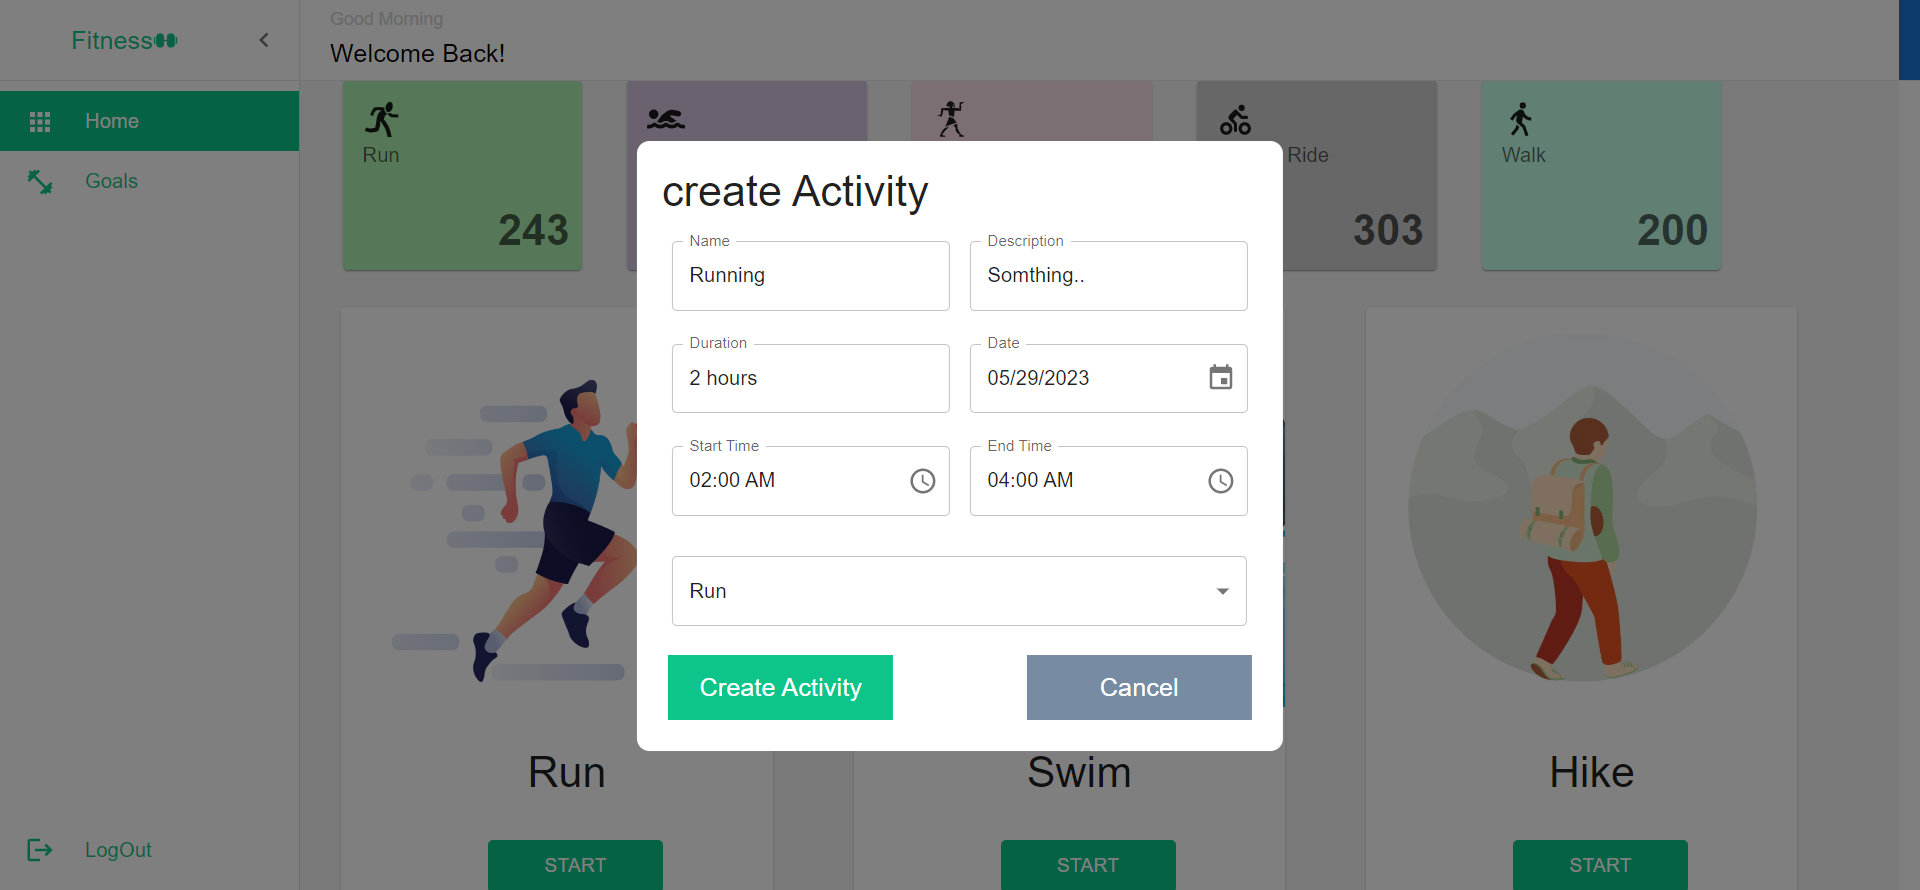 Fitness
Good Morning
Welcome Back!
Home
Goals
LogOut
Run
243
Ride
303
Walk
200
create Activity
Name
Running
Description
Somthing..
Duration
2 hours
Date
05/29/2023
Start Time
02:00 AM
End Time
04:00 AM
Run
Create Activity
Cancel
Run
Swim
Hike
START
START
START